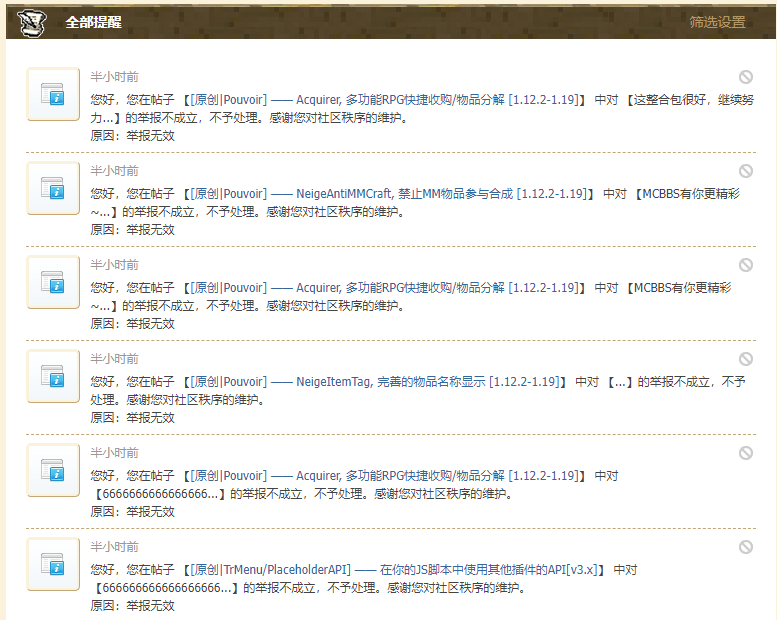 全部提醒 筛选设置
半小时前
您好，您在帖子 【[原创|Pouvoir] —— Acquirer, 多功能RPG快捷收购/物品分解 [1.12.2-1.19]】 中对 【这整合包很好，继续努
力...】的举报不成立，不予处理。感谢您对社区秩序的维护。
原因：举报无效
半小时前
您好，您在帖子 【[原创|Pouvoir] —— NeigeAntiMMCraft, 禁止MM物品参与合成 [1.12.2-1.19]】 中对 【MCBBS有你更精彩
~...】的举报不成立，不予处理。感谢您对社区秩序的维护。
原因：举报无效
半小时前
您好，您在帖子 【[原创|Pouvoir] —— Acquirer, 多功能RPG快捷收购/物品分解 [1.12.2-1.19]】 中对 【MCBBS有你更精彩
~...】的举报不成立，不予处理。感谢您对社区秩序的维护。
原因：举报无效
半小时前
您好，您在帖子 【[原创|Pouvoir] —— NeigeItemTag, 完善的物品名称显示 [1.12.2-1.19]】 中对 【...】的举报不成立，不予
处理。感谢您对社区秩序的维护。
原因：举报无效
半小时前
您好，您在帖子 【[原创|Pouvoir] —— Acquirer, 多功能RPG快捷收购/物品分解 [1.12.2-1.19]】 中对
【6666666666666666...】的举报不成立，不予处理。感谢您对社区秩序的维护。
原因：举报无效
半小时前
您好，您在帖子 【[原创|TrMenu/PlaceholderAPI] —— 在你的JS脚本中使用其他插件的API[v3.x]】 中对
【666666666666666666...】的举报不成立，不予处理。感谢您对社区秩序的维护。
原因：举报无效